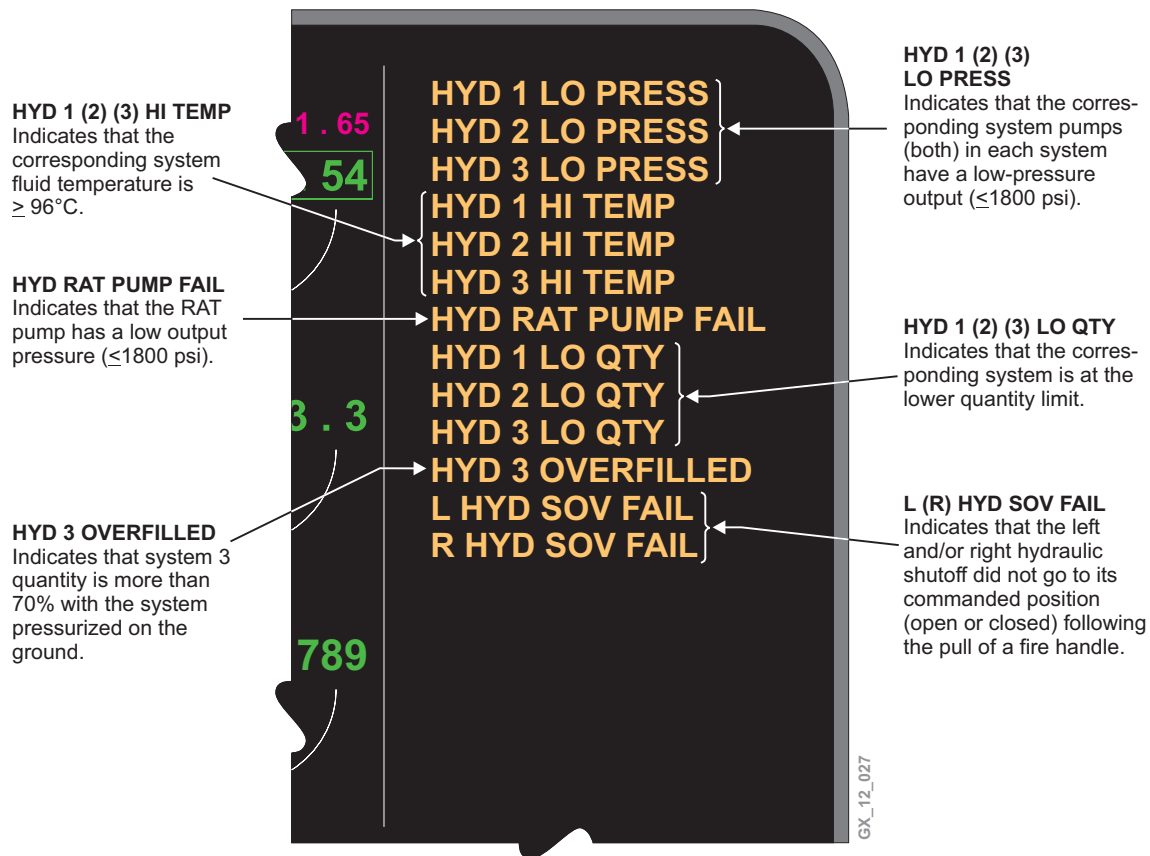 HYD 1 (2) (3) HI TEMP
Indicates that the
corresponding system
fluid temperature is
≥ 96°C.
HYD RAT PUMP FAIL
Indicates that the RAT
pump has a low output
pressure (≤1800 psi).
HYD 3 OVERFILLED
Indicates that system 3
quantity is more than
70% with the system
pressurized on the
ground.
1 . 65
54
3 . 3
789
HYD 1 LO PRESS
HYD 2 LO PRESS
HYD 3 LO PRESS
HYD 1 HI TEMP
HYD 2 HI TEMP
HYD 3 HI TEMP
HYD RAT PUMP FAIL
HYD 1 LO QTY
HYD 2 LO QTY
HYD 3 LO QTY
HYD 3 OVERFILLED
L HYD SOV FAIL
R HYD SOV FAIL
HYD 1 (2) (3)
LO PRESS
Indicates that the corres-
ponding system pumps
(both) in each system
have a low-pressure
output (≤1800 psi).
HYD 1 (2) (3) LO QTY
Indicates that the corres-
ponding system is at the
lower quantity limit.
L (R) HYD SOV FAIL
Indicates that the left
and/or right hydraulic
shutoff did not go to its
commanded position
(open or closed) following
the pull of a fire handle.
GX_12_027